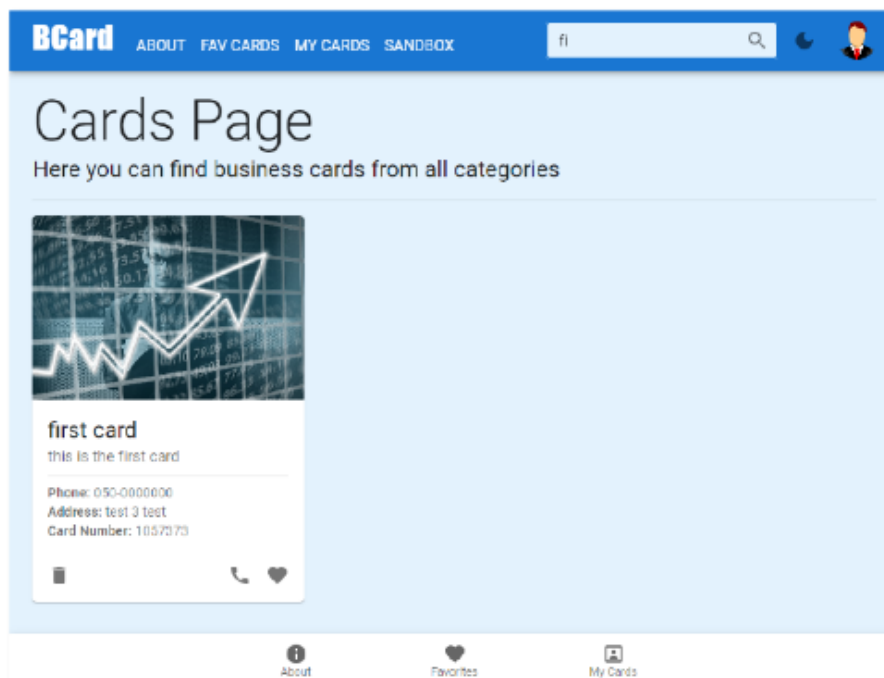 BCard ABOUT FAV CARDS MY CARDS SANDBOX fi
Cards Page
Here you can find business cards from all categories
first card
this is the first card
Phone: 050-0000000
Address: test 3 test
Card Number: 1057373
About Favorites My Cards